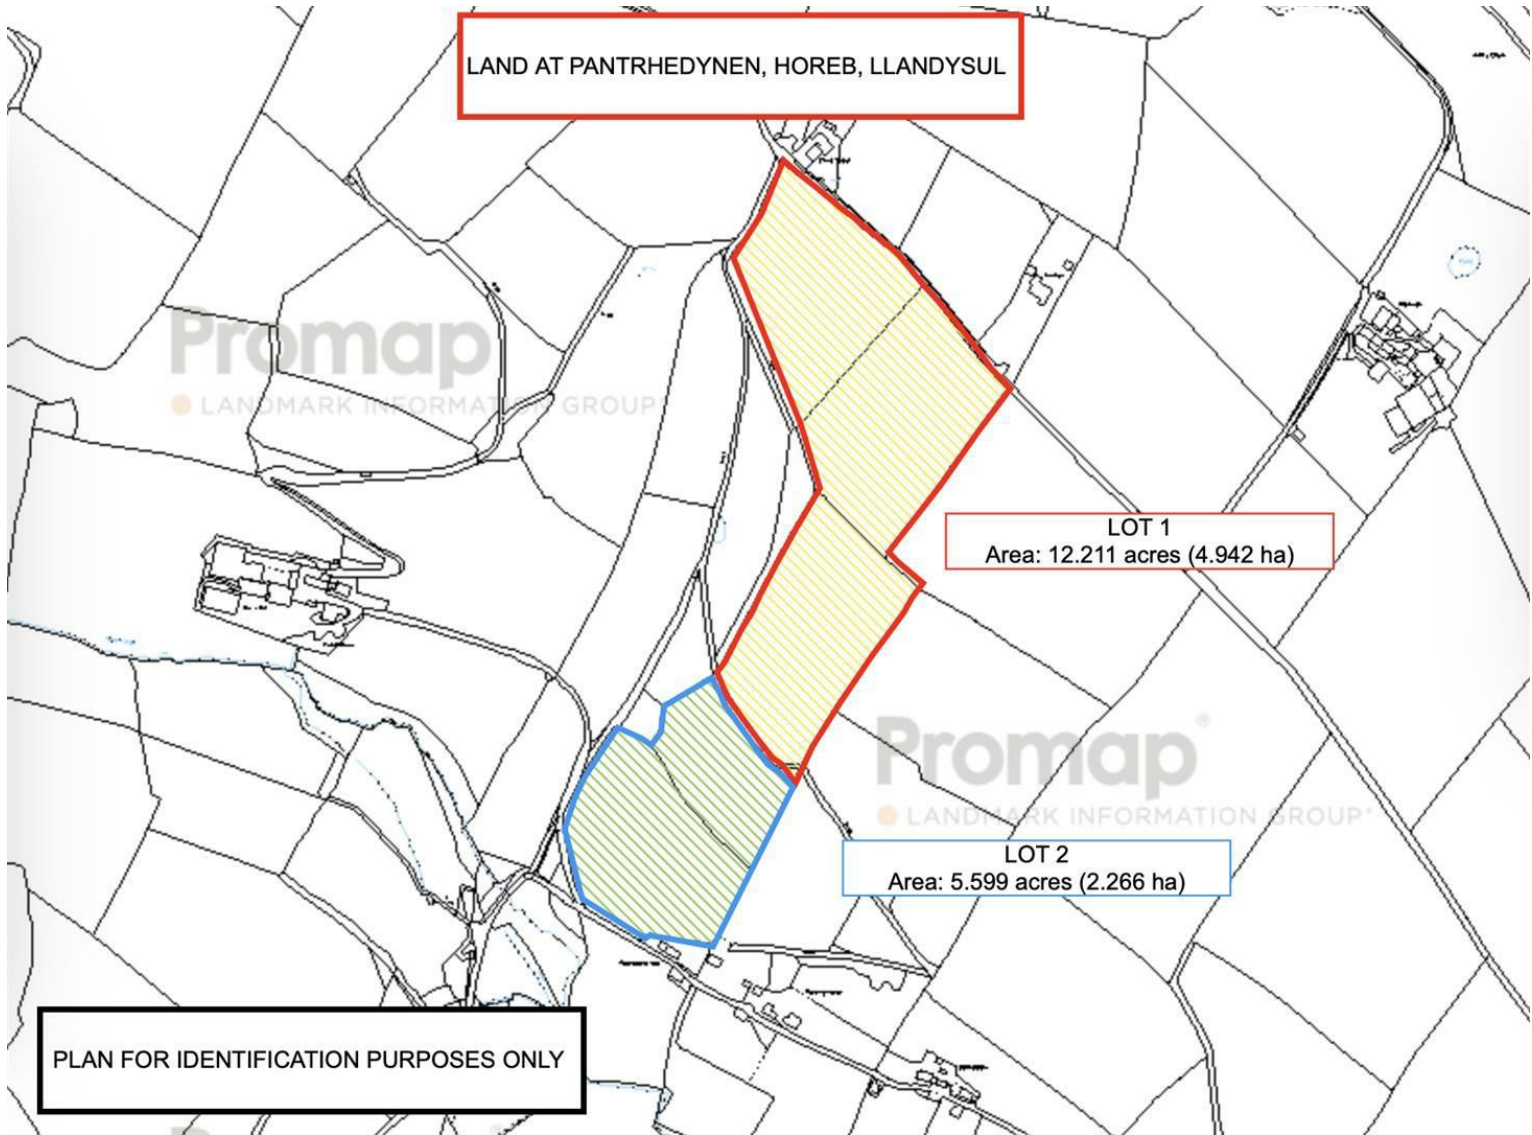 LAND AT PANTRHEDYNEN, HOREB, LLANDYSUL
Promap
LANDMARK INFORMATION GROUP
LOT 1
Area: 12.211 acres (4.942 ha)
Promap®
LANDMARK INFORMATION GROUP
LOT 2
Area: 5.599 acres (2.266 ha)
PLAN FOR IDENTIFICATION PURPOSES ONLY